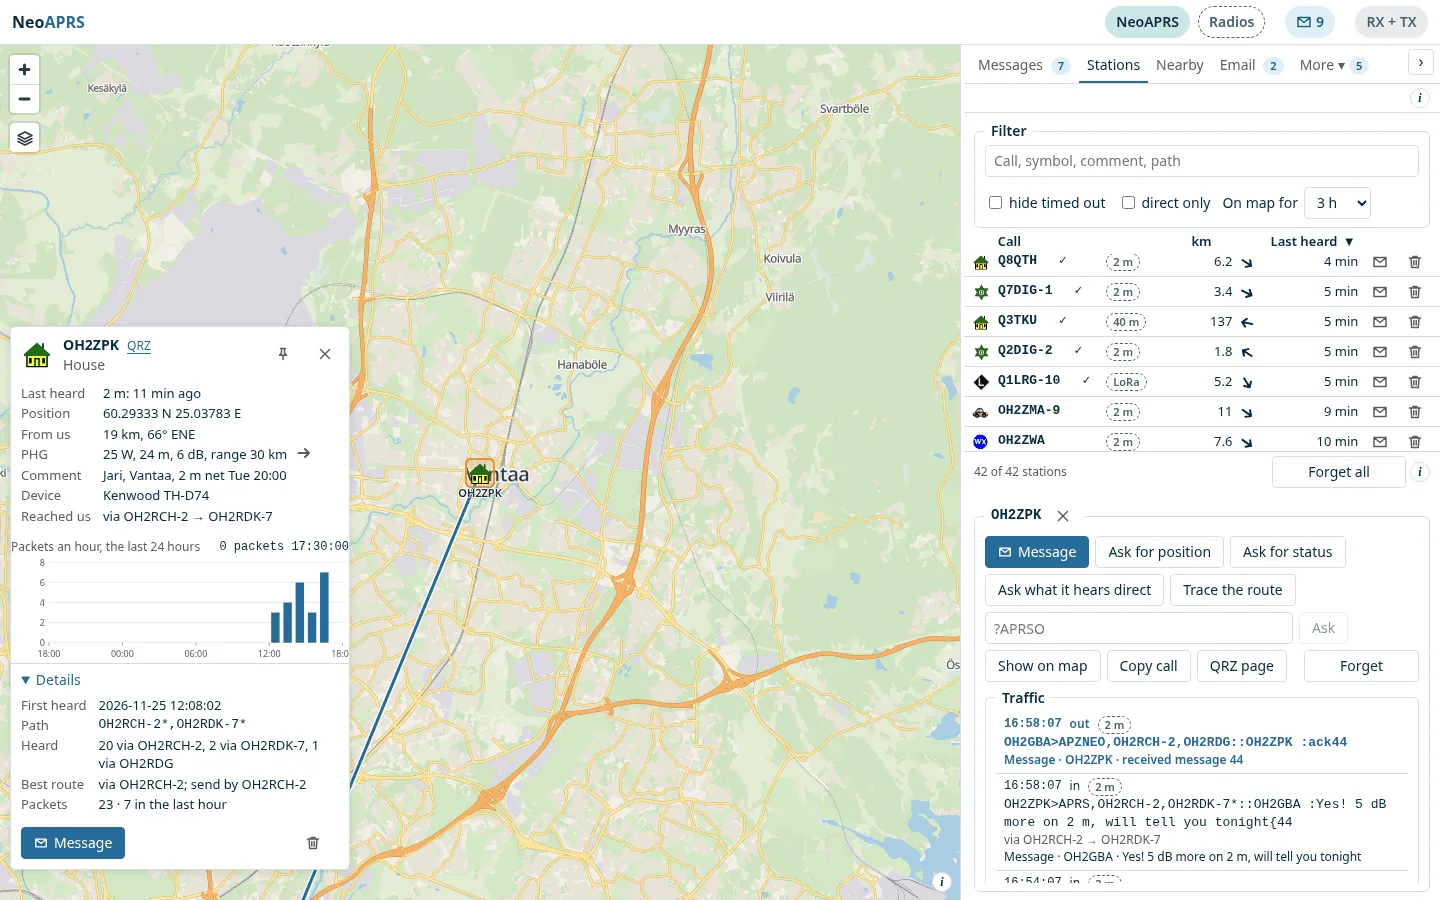 NeoAPRS
NeoAPRS
Radios
9
RX + TX
Kesäkylä
Svartböle
Myyras
Koivula
Viirilä
Hanaböle
OH2ZPK
Ös
+
−
OH2ZPK QRZ
House
Last heard 2 m: 11 min ago
Position 60.29333 N 25.03783 E
From us 19 km, 66° ENE
PHG 25 W, 24 m, 6 dB, range 30 km →
Comment Jari, Vantaa, 2 m net Tue 20:00
Device Kenwood TH-D74
Reached us via OH2RCH-2 → OH2RDK-7
Packets an hour, the last 24 hours 0 packets 17:30:00
8
6
4
2
0
18:00 00:00 06:00 12:00 18:0
▼ Details
First heard 2026-11-25 12:08:02
Path OH2RCH-2*,OH2RDK-7*
Heard 20 via OH2RCH-2, 2 via OH2RDK-7, 1
via OH2RDG
Best route via OH2RCH-2; send by OH2RCH-2
Packets 23 · 7 in the last hour
Message
i
Messages 7 Stations Nearby Email 2 More ▾ 5 ›
i
Filter
Call, symbol, comment, path
hide timed out direct only On map for 3 h
Call km Last heard ▼
Q8QTH ✓ 2 m 6.2 4 min
Q7DIG-1 ✓ 2 m 3.4 5 min
Q3TKU ✓ 40 m 137 5 min
Q2DIG-2 ✓ 2 m 1.8 5 min
L Q1LRG-10 ✓ LoRa 5.2 5 min
OH2ZMA-9 2 m 11 9 min
WX OH2ZWA 2 m 7.6 10 min
42 of 42 stations Forget all i
OH2ZPK
Message Ask for position Ask for status
Ask what it hears direct Trace the route
?APRSO Ask
Show on map Copy call QRZ page Forget
Traffic
16:58:07 out 2 m
OH2GBA>APZNEO,OH2RCH-2,OH2RDG::OH2ZPK :ack44
Message · OH2ZPK · received message 44
16:58:07 in 2 m
OH2ZPK>APRS,OH2RCH-2,OH2RDK-7*::OH2GBA :Yes! 5 dB
more on 2 m, will tell you tonight{44
via OH2RCH-2 → OH2RDK-7
Message · OH2GBA · Yes! 5 dB more on 2 m, will tell you tonight
16:54:07 in 2 m